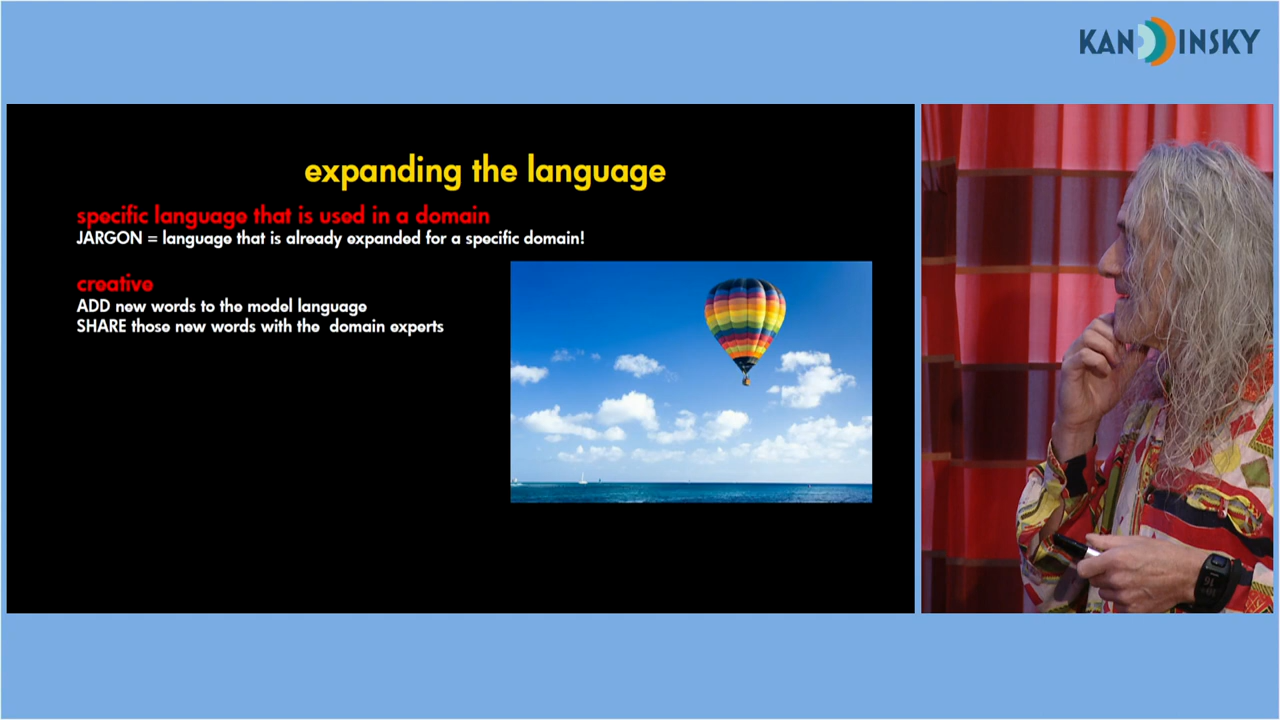 KANDINSKY
expanding the language
specific language that is used in a domain
JARGON = language that is already expanded for a specific domain!
creative
ADD new words to the model language
SHARE those new words with the domain experts